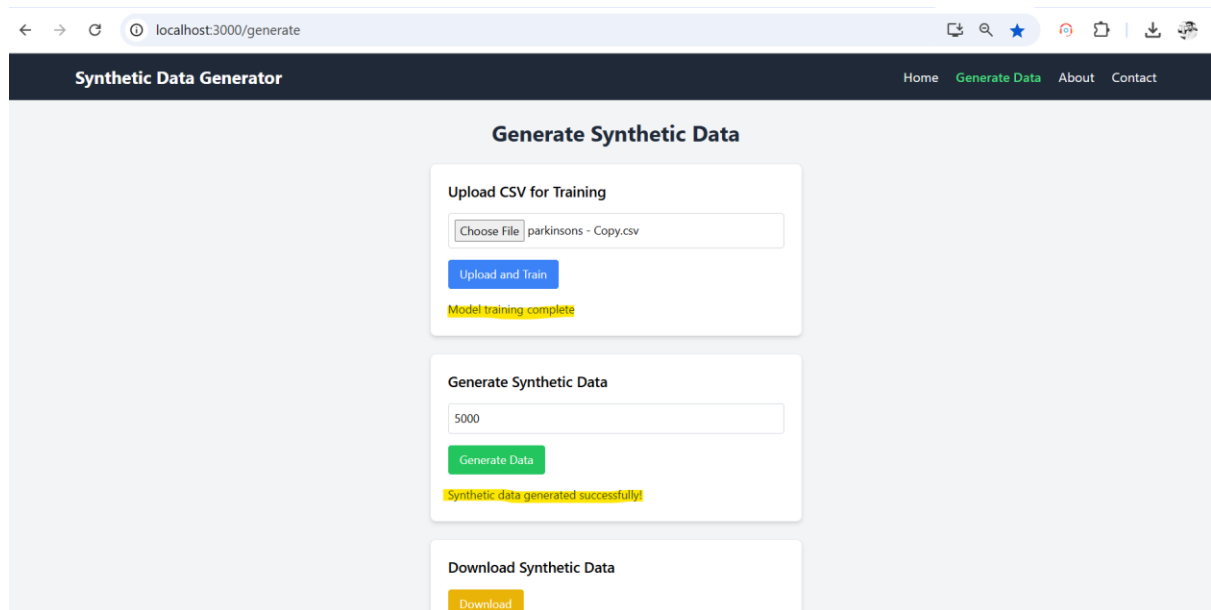 localhost:3000/generate
Synthetic Data Generator Home Generate Data About Contact
Generate Synthetic Data
Upload CSV for Training
Choose File parkinsons - Copy.csv
Upload and Train
Model training complete
Generate Synthetic Data
5000
Generate Data
Synthetic data generated successfully!
Download Synthetic Data
Download